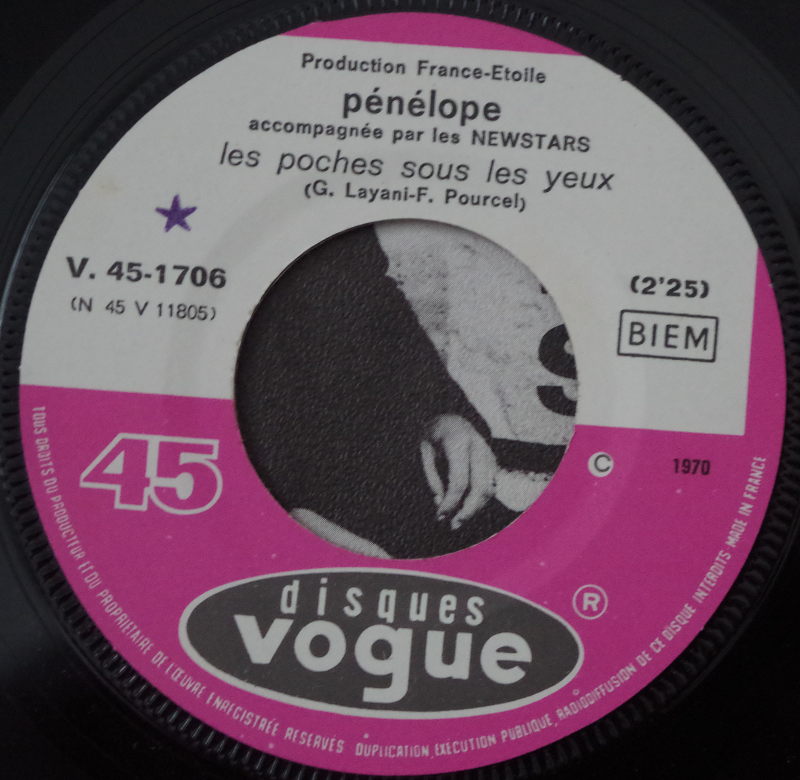 Production France-Etoile
pénélope
accompagnée par les NEWSTARS
les poches sous les yeux
(G. Layani-F. Pourcel)
V. 45-1706
(N 45 V 11805)
(2'25)
BIEM
45
© 1970
disques
vogue
®
TOUS DROITS DU PRODUCTEUR ET DU PROPRIETAIRE DE L'ŒUVRE ENREGISTRÉE RESERVÉS DUPLICATION, EXÉCUTION PUBLIQUE, RADIODIFFUSION DE CE DISQUE INTERDITS MADE IN FRANCE